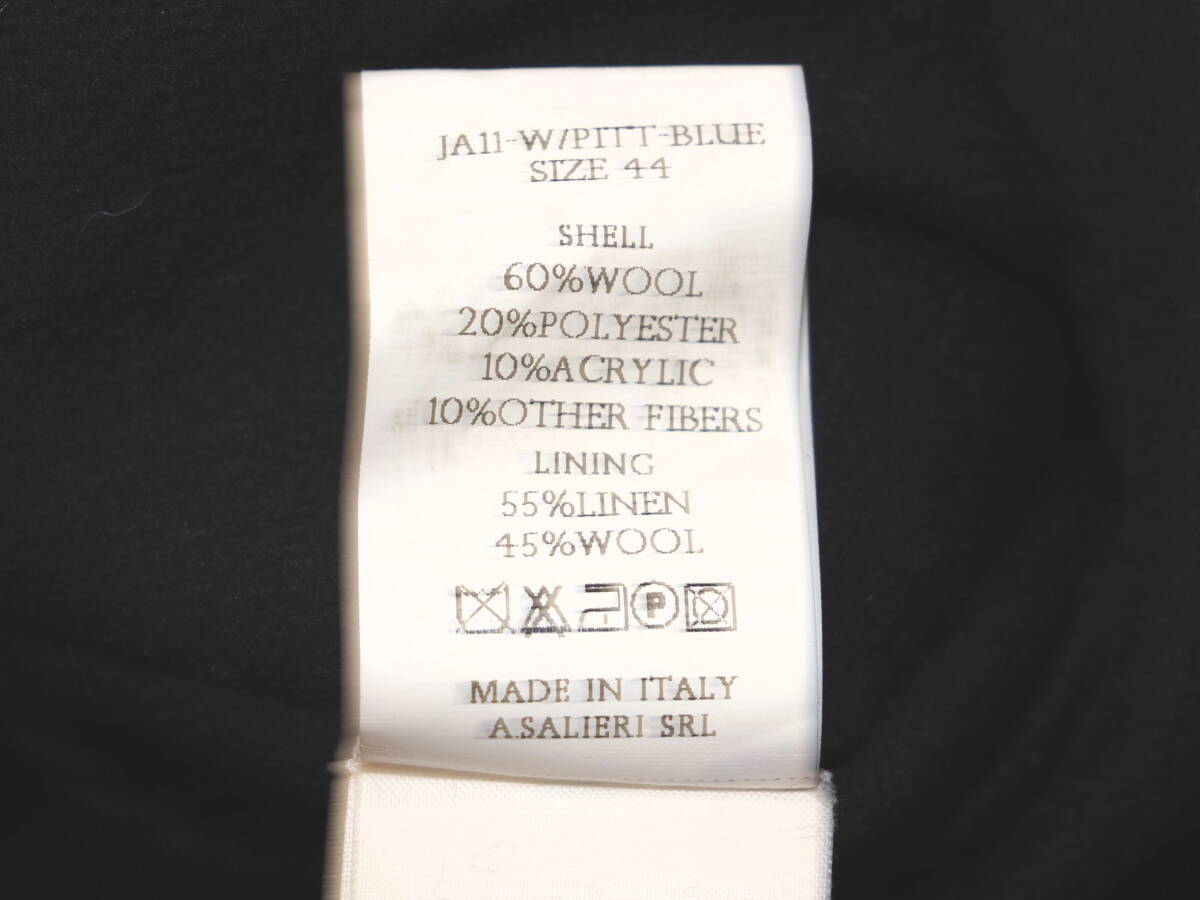 JA11-W/PITT-BLUE
SIZE 44
SHELL
60%WOOL
20%POLYESTER
10%ACRYLIC
10%OTHER FIBERS
LINING
55%LINEN
45%WOOL
P
MADE IN ITALY
A.SALIERI SRL